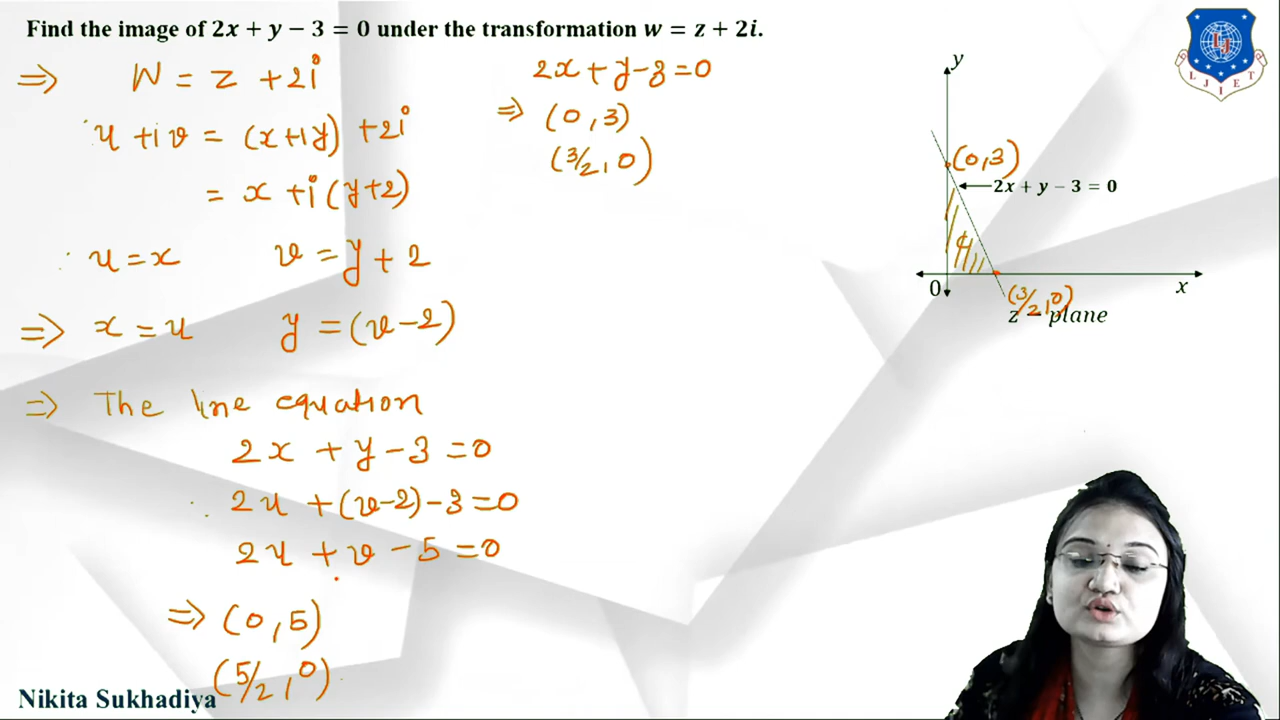 Find the image of 2x + y − 3 = 0 under the transformation w = z + 2i.
⇒ W = z + 2i
∴ u + iv = (x+iy) + 2i
= x + i(y+2)
∴ u = x v = y + 2
⇒ x = u y = (v−2)
⇒ The line equation
2x + y − 3 = 0
∴ 2u + (v−2) − 3 = 0
2u + v − 5 = 0
⇒ (0, 5)
(5/2, 0)
2x + y − 3 = 0
⇒ (0, 3)
(3/2, 0)
y
(0,3)
2x + y − 3 = 0
0
x
(3/2, 0)
z − plane
LJIET
Nikita Sukhadiya